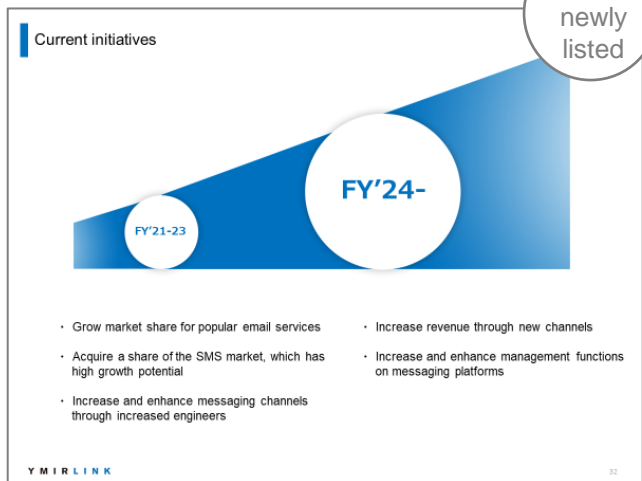 newly
listed
Current initiatives
FY'24-
FY'21-23
・ Grow market share for popular email services
・ Acquire a share of the SMS market, which has
high growth potential
・ Increase and enhance messaging channels
through increased engineers
・ Increase revenue through new channels
・ Increase and enhance management functions
on messaging platforms
YMIRLINK
32